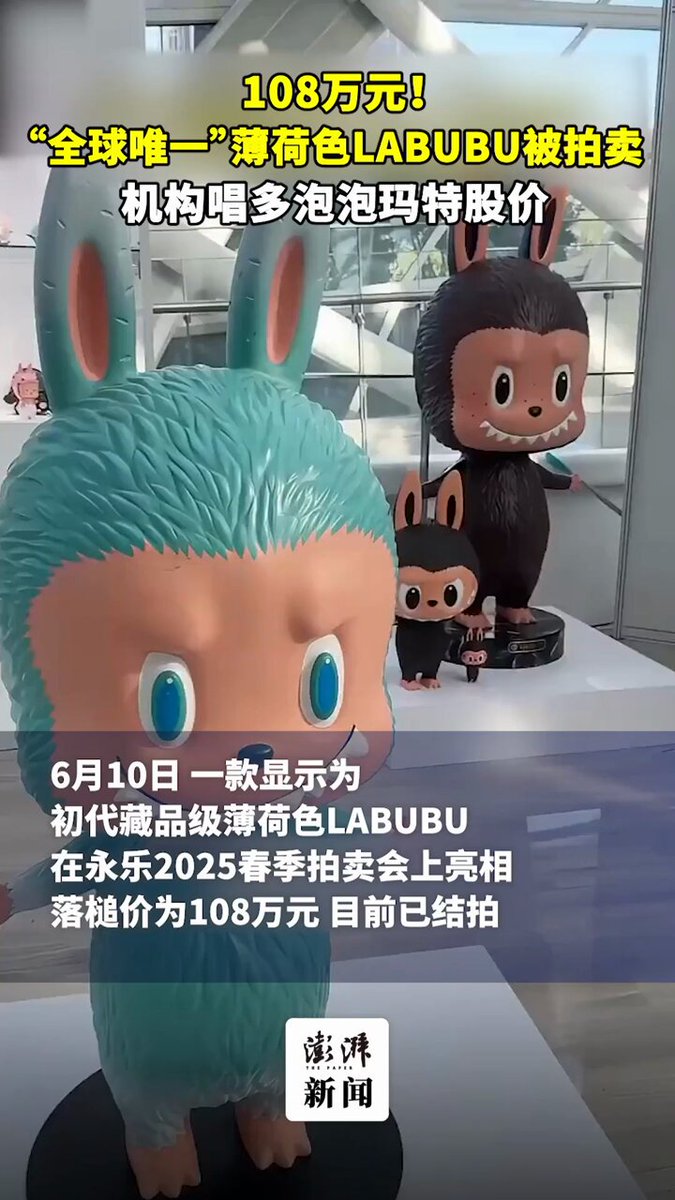 108万元！
“全球唯一”薄荷色LABUBU被拍卖
机构唱多泡泡玛特股价
6月10日 一款显示为
初代藏品级薄荷色LABUBU
在永乐2025春季拍卖会上亮相
落槌价为108万元 目前已结拍
澎湃
THE PAPER
新闻